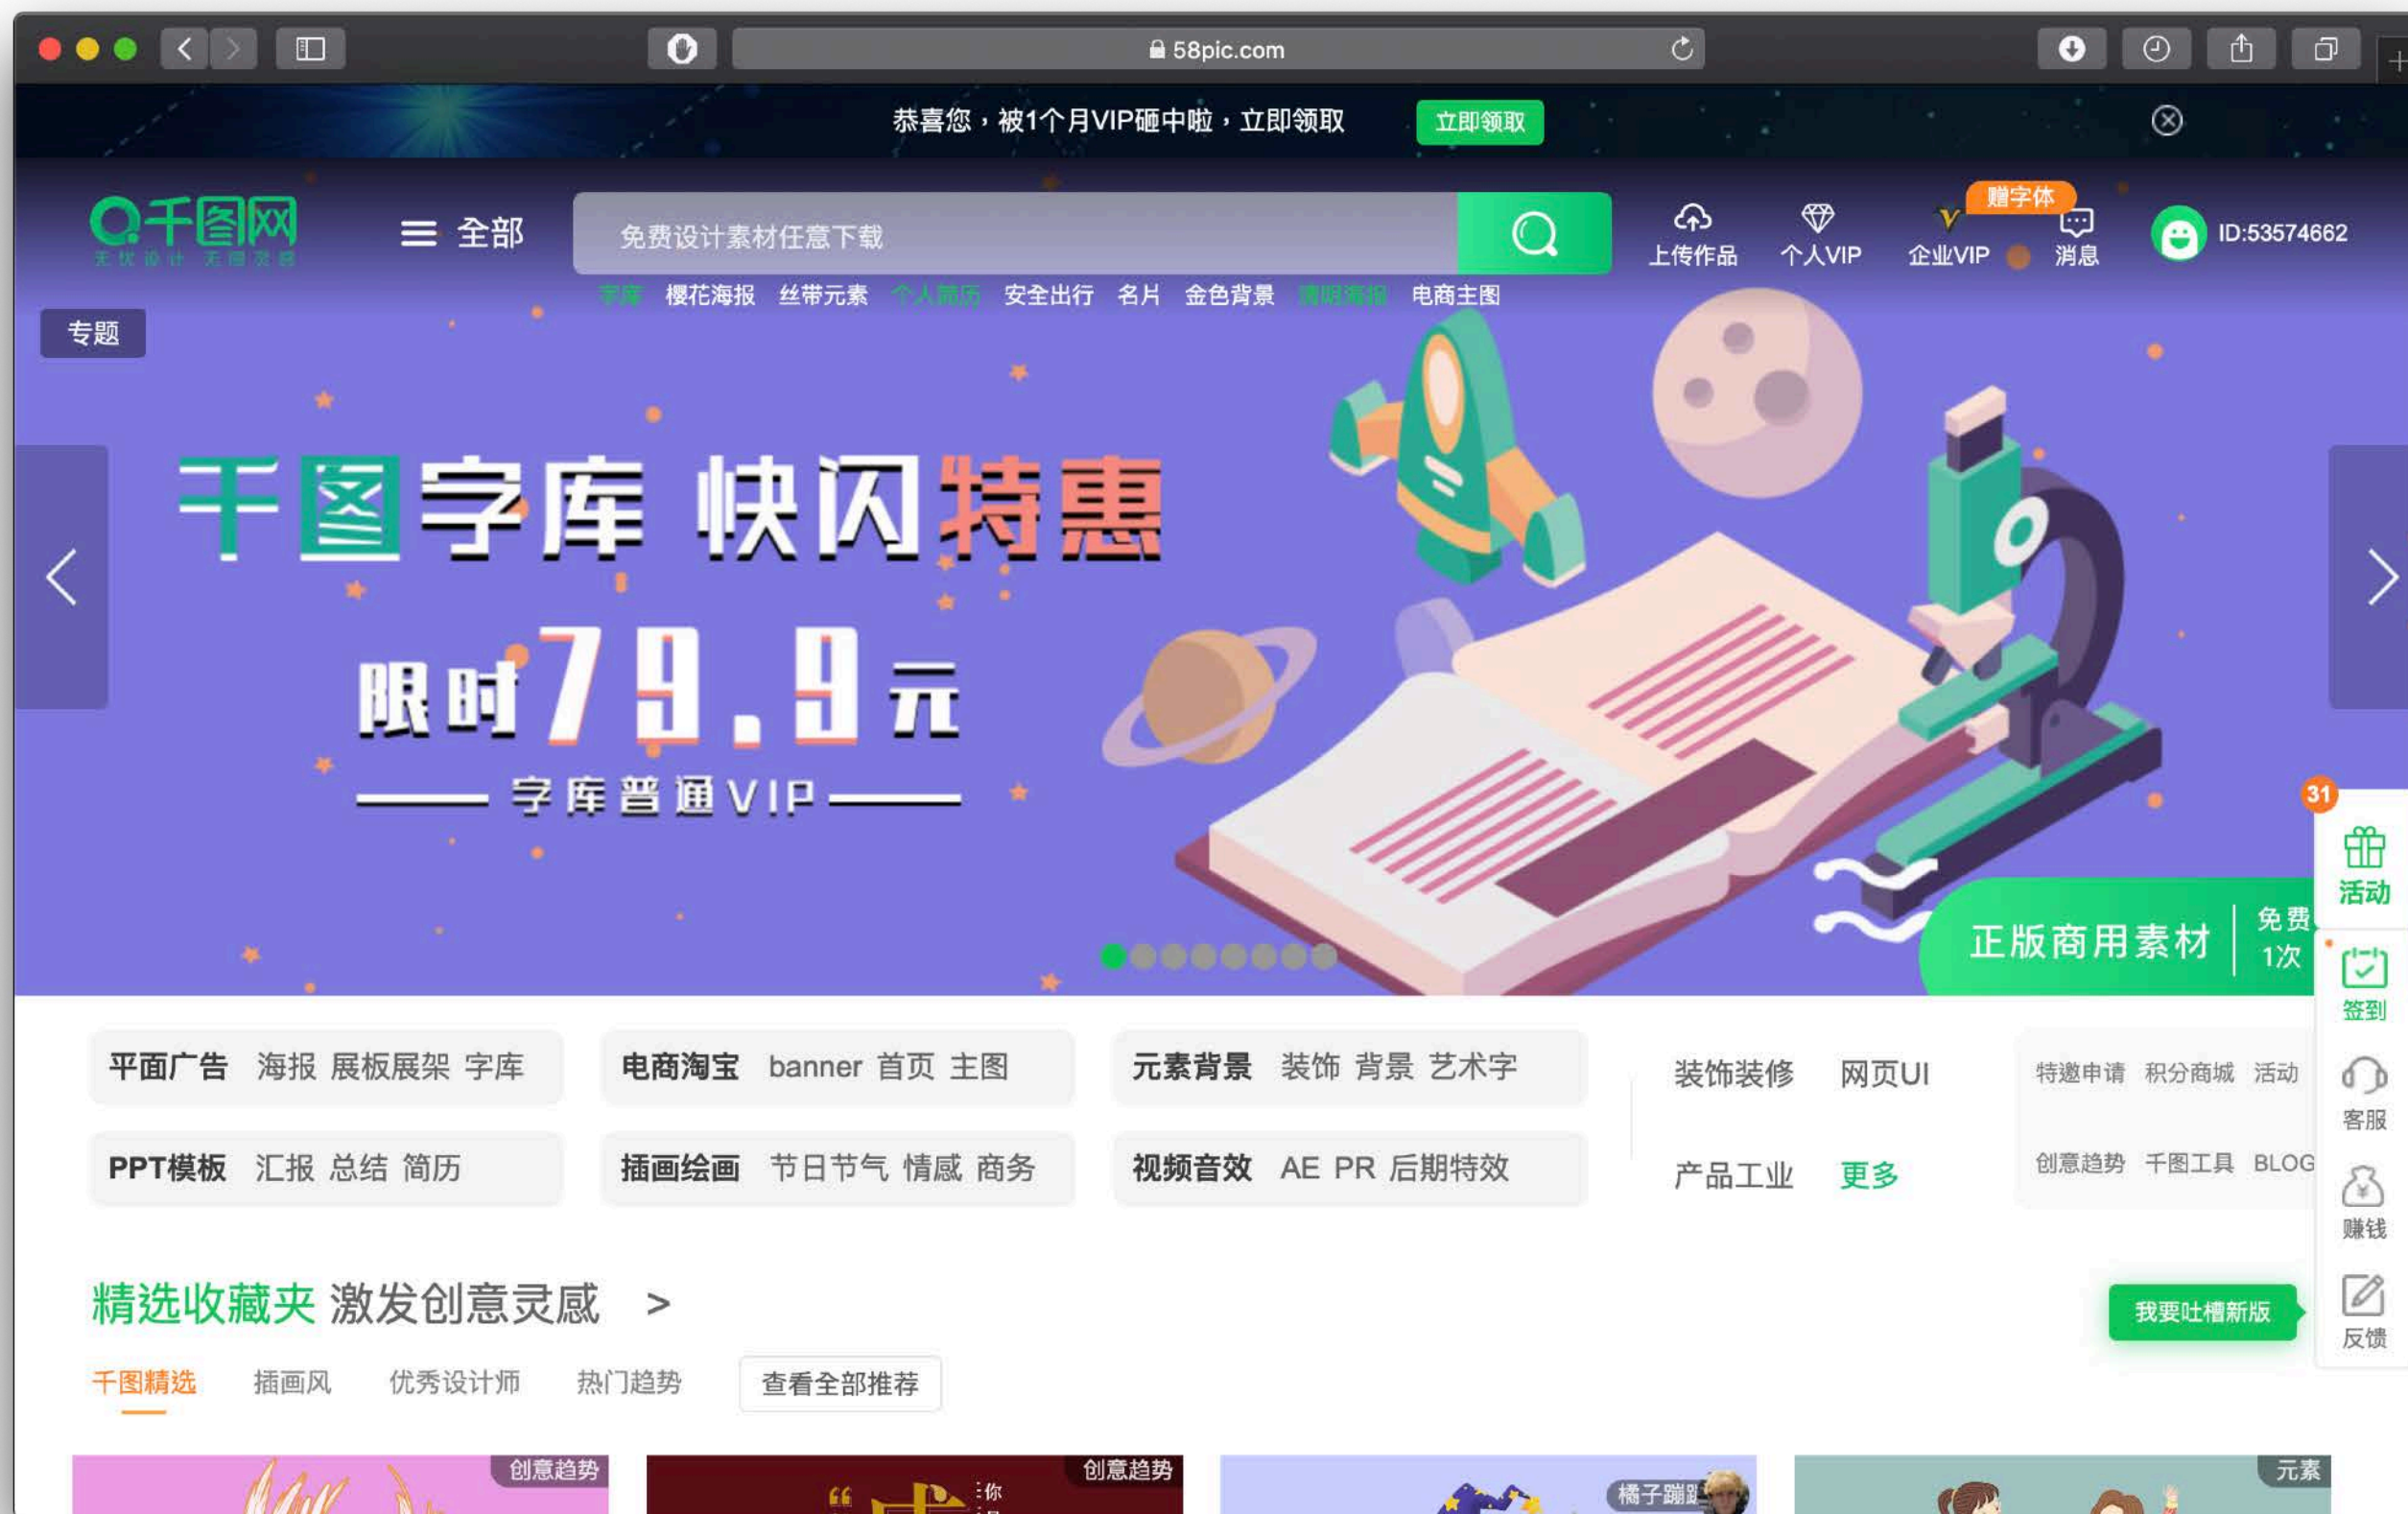 58pic.com
恭喜您，被1个月VIP砸中啦，立即领取 立即领取
千图网
无忧设计 无图发愁
全部
免费设计素材任意下载
上传作品 个人VIP 企业VIP 赠字体 消息 ID:53574662
字库 樱花海报 丝带元素 个人简历 安全出行 名片 金色背景 清明海报 电商主图
专题
千图字库 快闪特惠
限时79.9元
字库普通VIP
正版商用素材 免费
1次
31
活动
签到
客服
赚钱
反馈
平面广告 海报 展板展架 字库
电商淘宝 banner 首页 主图
元素背景 装饰 背景 艺术字
装饰装修 网页UI
特邀申请 积分商城 活动
PPT模板 汇报 总结 简历
插画绘画 节日节气 情感 商务
视频音效 AE PR 后期特效
产品工业 更多
创意趋势 千图工具 BLOG
精选收藏夹 激发创意灵感 >
我要吐槽新版
千图精选 插画风 优秀设计师 热门趋势 查看全部推荐
创意趋势
创意趋势
你
橘子蹦
元素